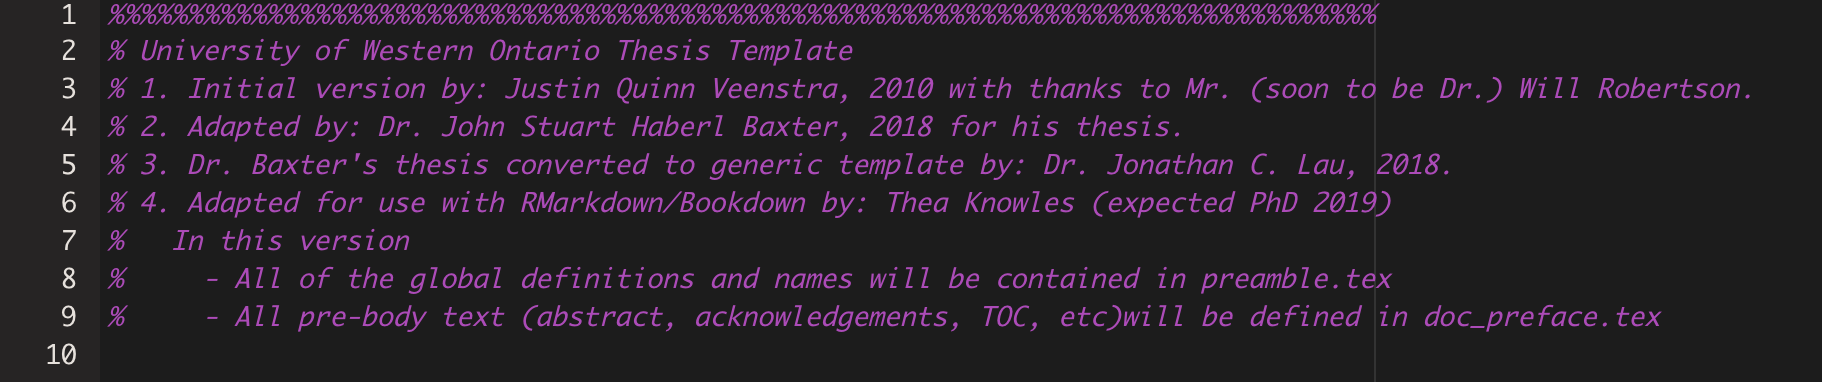 1 %%%%%%%%%%%%%%%%%%%%%%%%%%%%%%%%%%%%%%%%%%%%%%%%%%%%%%%%%%%%%%%%%%%%%%%%%%%%%%%%%%
2 % University of Western Ontario Thesis Template
3 % 1. Initial version by: Justin Quinn Veenstra, 2010 with thanks to Mr. (soon to be Dr.) Will Robertson.
4 % 2. Adapted by: Dr. John Stuart Haberl Baxter, 2018 for his thesis.
5 % 3. Dr. Baxter's thesis converted to generic template by: Dr. Jonathan C. Lau, 2018.
6 % 4. Adapted for use with RMarkdown/Bookdown by: Thea Knowles (expected PhD 2019)
7 %   In this version
8 %     - All of the global definitions and names will be contained in preamble.tex
9 %     - All pre-body text (abstract, acknowledgements, TOC, etc)will be defined in doc_preface.tex
10